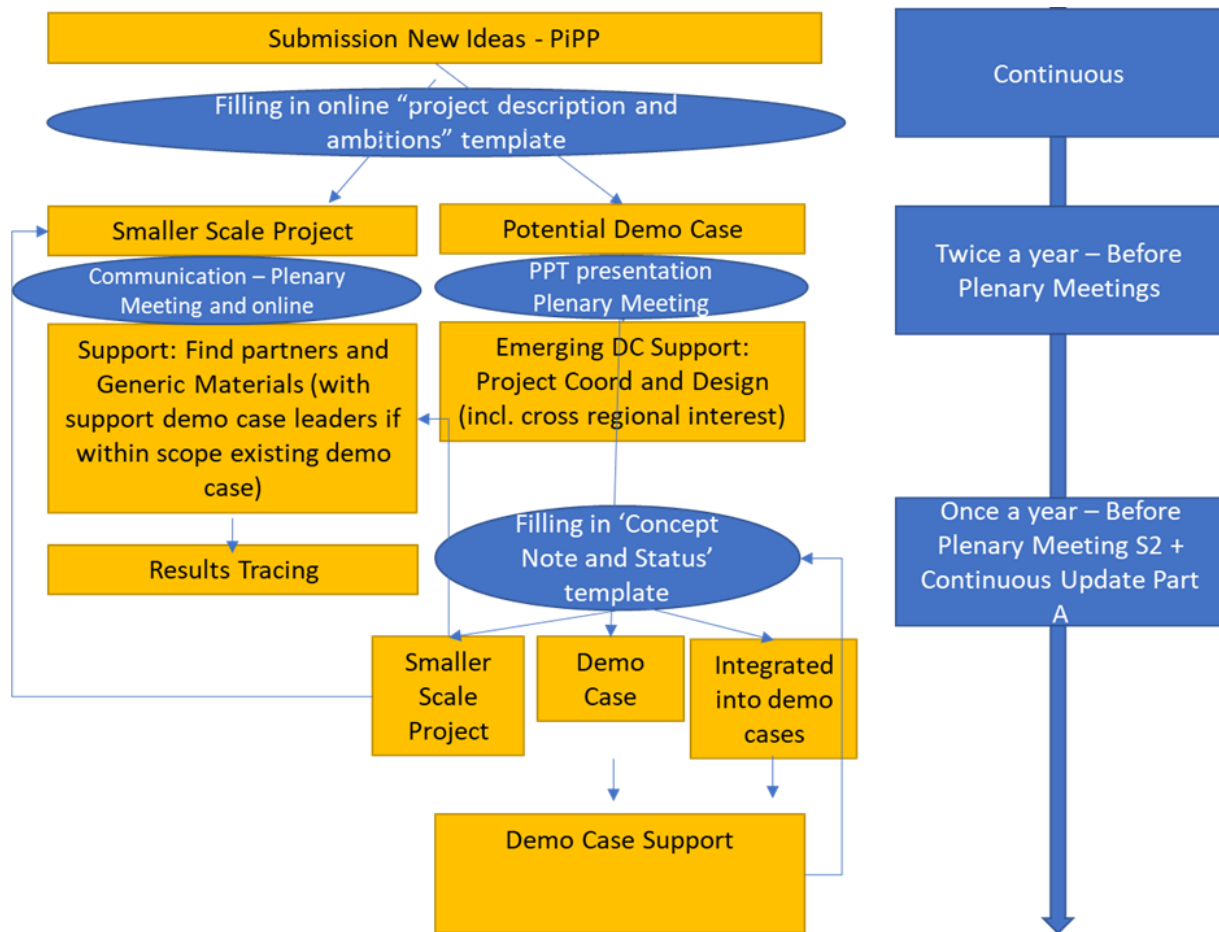 Submission New Ideas - PiPP
Filling in online “project description and
ambitions” template
Smaller Scale Project
Potential Demo Case
Communication – Plenary
Meeting and online
PPT presentation
Plenary Meeting
Support: Find partners and
Generic Materials (with
support demo case leaders if
within scope existing demo
case)
Emerging DC Support:
Project Coord and Design
(incl. cross regional interest)
Results Tracing
Filling in ‘Concept
Note and Status’
template
Smaller
Scale
Project
Demo
Case
Integrated
into demo
cases
Demo Case Support
Continuous
Twice a year – Before
Plenary Meetings
Once a year – Before
Plenary Meeting S2 +
Continuous Update Part
A